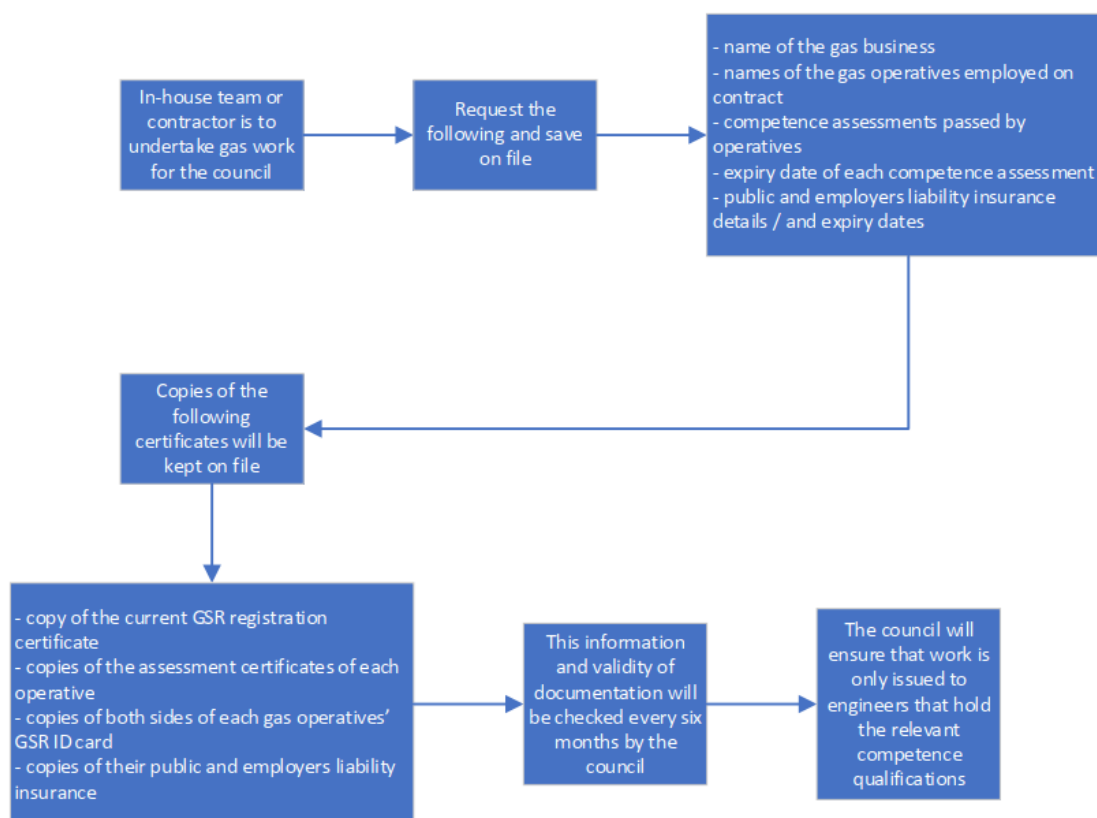 In-house team or
contractor is to
undertake gas work
for the council
Request the
following and save
on file
- name of the gas business
- names of the gas operatives employed on
contract
- competence assessments passed by
operatives
- expiry date of each competence assessment
- public and employers liability insurance
details / and expiry dates
Copies of the
following
certificates will be
kept on file
- copy of the current GSR registration
certificate
- copies of the assessment certificates of each
operative
- copies of both sides of each gas operatives’
GSR ID card
- copies of their public and employers liability
insurance
This information
and validity of
documentation will
be checked every six
months by the
council
The council will
ensure that work is
only issued to
engineers that hold
the relevant
competence
qualifications